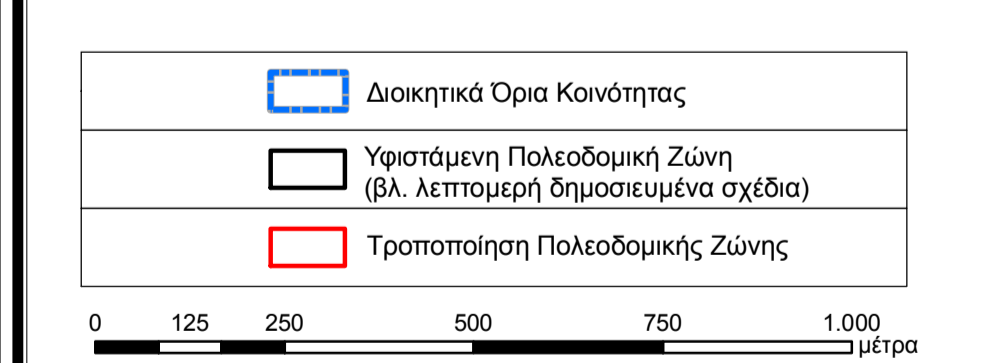 Διοικητικά Όρια Κοινότητας
Υφιστάμενη Πολεοδομική Ζώνη
(βλ. λεπτομερή δημοσιευμένα σχέδια)
Τροποποίηση Πολεοδομικής Ζώνης
0 125 250 500 750 1.000
μέτρα